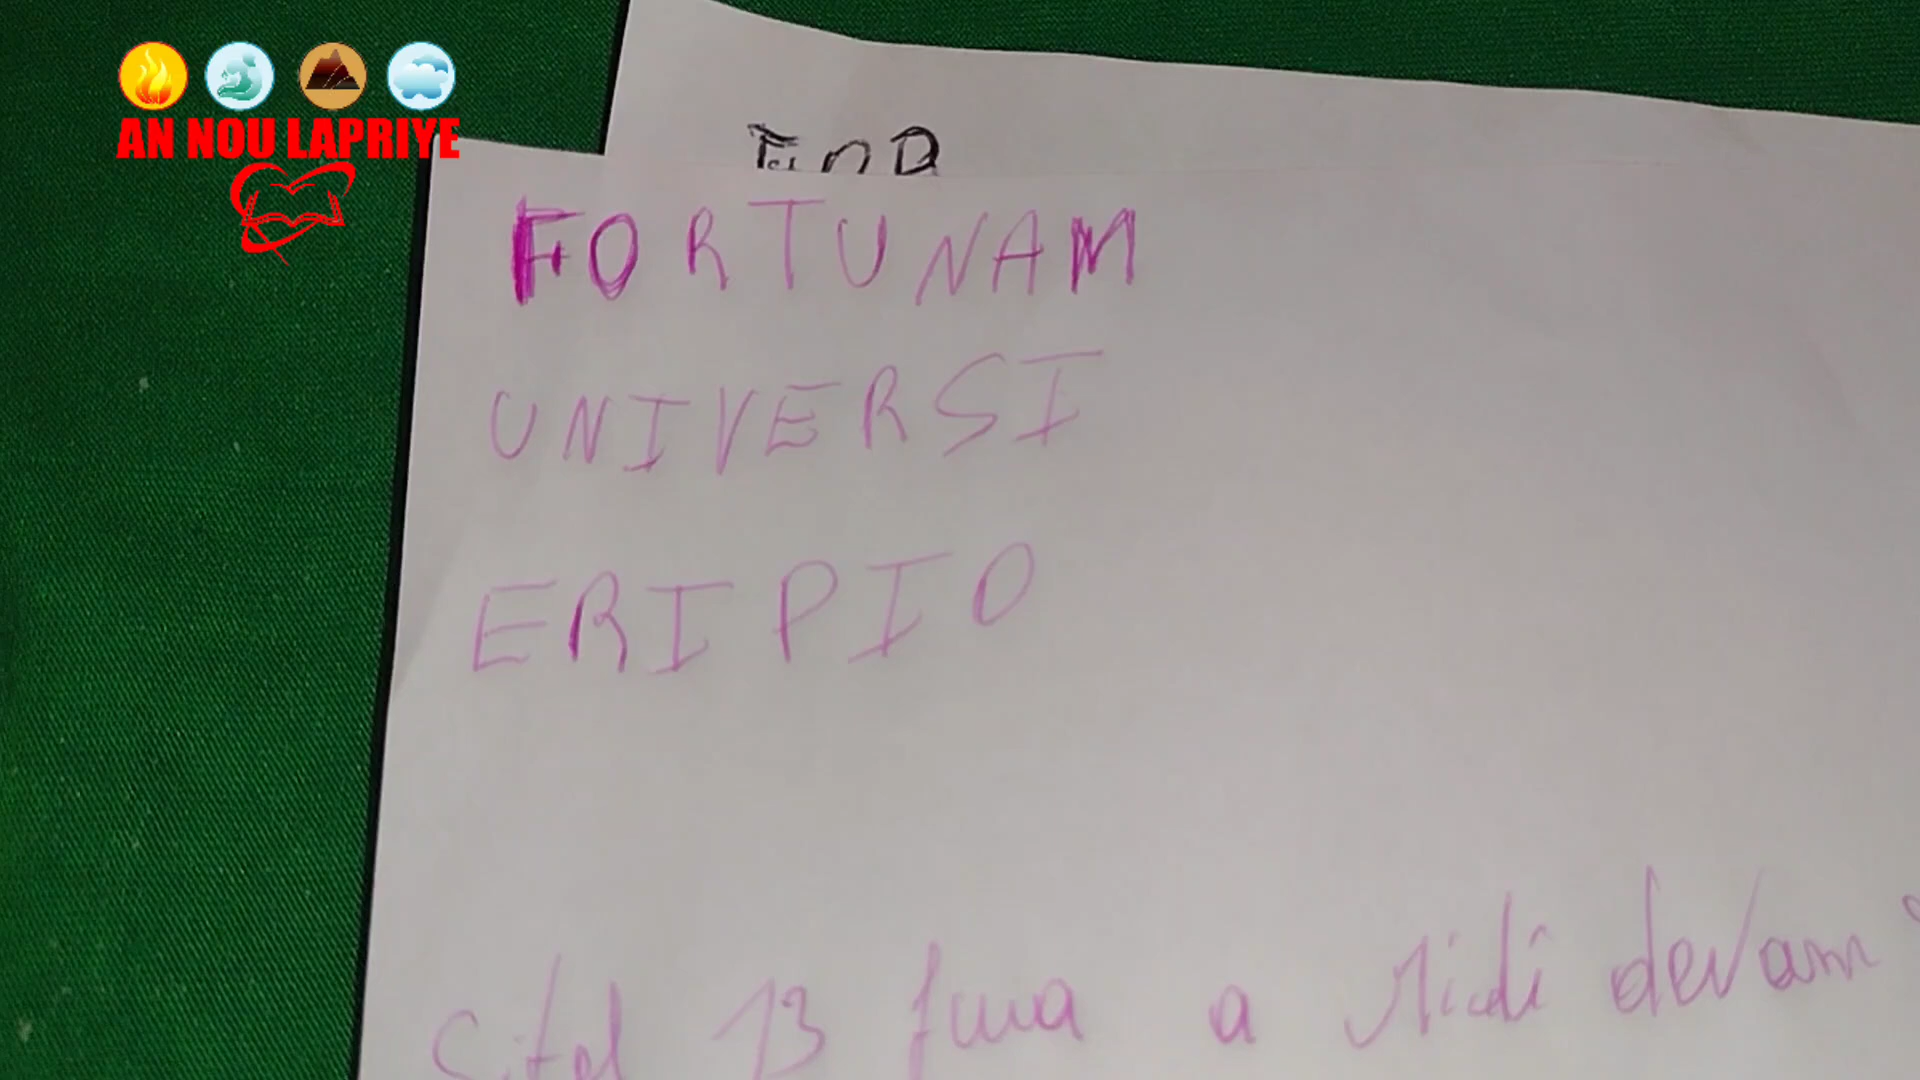 AN NOU LAPRIYE
FORTUNAM
UNIVERSI
ERIPIO
13 fwa a Midi devan